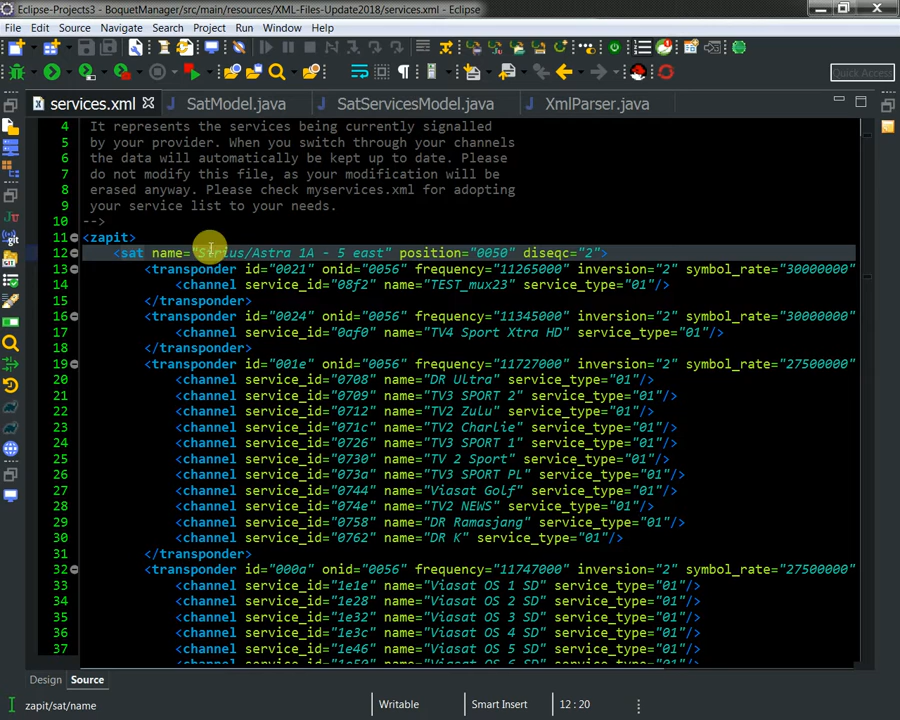 Eclipse-Projects3 - BoquetManager/src/main/resources/XML-Files-Update2018/services.xml - Eclipse
File Edit Source Navigate Search Project Run Window Help
Quick Access
services.xml SatModel.java SatServicesModel.java XmlParser.java
4 It represents the services being currently signalled
5 by your provider. When you switch through your channels
6 the data will automatically be kept up to date. Please
7 do not modify this file, as your modification will be
8 erased anyway. Please check myservices.xml for adopting
9 your service list to your needs.
10 -->
11 <zapit>
12 <sat name="Sirius/Astra 1A - 5 east" position="0050" diseqc="2">
13 <transponder id="0021" onid="0056" frequency="11265000" inversion="2" symbol_rate="30000000"
14 <channel service_id="08f2" name="TEST_mux23" service_type="01"/>
15 </transponder>
16 <transponder id="0024" onid="0056" frequency="11345000" inversion="2" symbol_rate="30000000"
17 <channel service_id="0af0" name="TV4 Sport Xtra HD" service_type="01"/>
18 </transponder>
19 <transponder id="001e" onid="0056" frequency="11727000" inversion="2" symbol_rate="27500000"
20 <channel service_id="0708" name="DR Ultra" service_type="01"/>
21 <channel service_id="0709" name="TV3 SPORT 2" service_type="01"/>
22 <channel service_id="0712" name="TV2 Zulu" service_type="01"/>
23 <channel service_id="071c" name="TV2 Charlie" service_type="01"/>
24 <channel service_id="0726" name="TV3 SPORT 1" service_type="01"/>
25 <channel service_id="0730" name="TV 2 Sport" service_type="01"/>
26 <channel service_id="073a" name="TV3 SPORT PL" service_type="01"/>
27 <channel service_id="0744" name="Viasat Golf" service_type="01"/>
28 <channel service_id="074e" name="TV2 NEWS" service_type="01"/>
29 <channel service_id="0758" name="DR Ramasjang" service_type="01"/>
30 <channel service_id="0762" name="DR K" service_type="01"/>
31 </transponder>
32 <transponder id="000a" onid="0056" frequency="11747000" inversion="2" symbol_rate="27500000"
33 <channel service_id="1e1e" name="Viasat OS 1 SD" service_type="01"/>
34 <channel service_id="1e28" name="Viasat OS 2 SD" service_type="01"/>
35 <channel service_id="1e32" name="Viasat OS 3 SD" service_type="01"/>
36 <channel service_id="1e3c" name="Viasat OS 4 SD" service_type="01"/>
37 <channel service_id="1e46" name="Viasat OS 5 SD" service_type="01"/>
<channel service_id="1e50" name="Viasat OS 6 SD" service_type="01"/>
Design Source
zapit/sat/name Writable Smart Insert 12 : 20